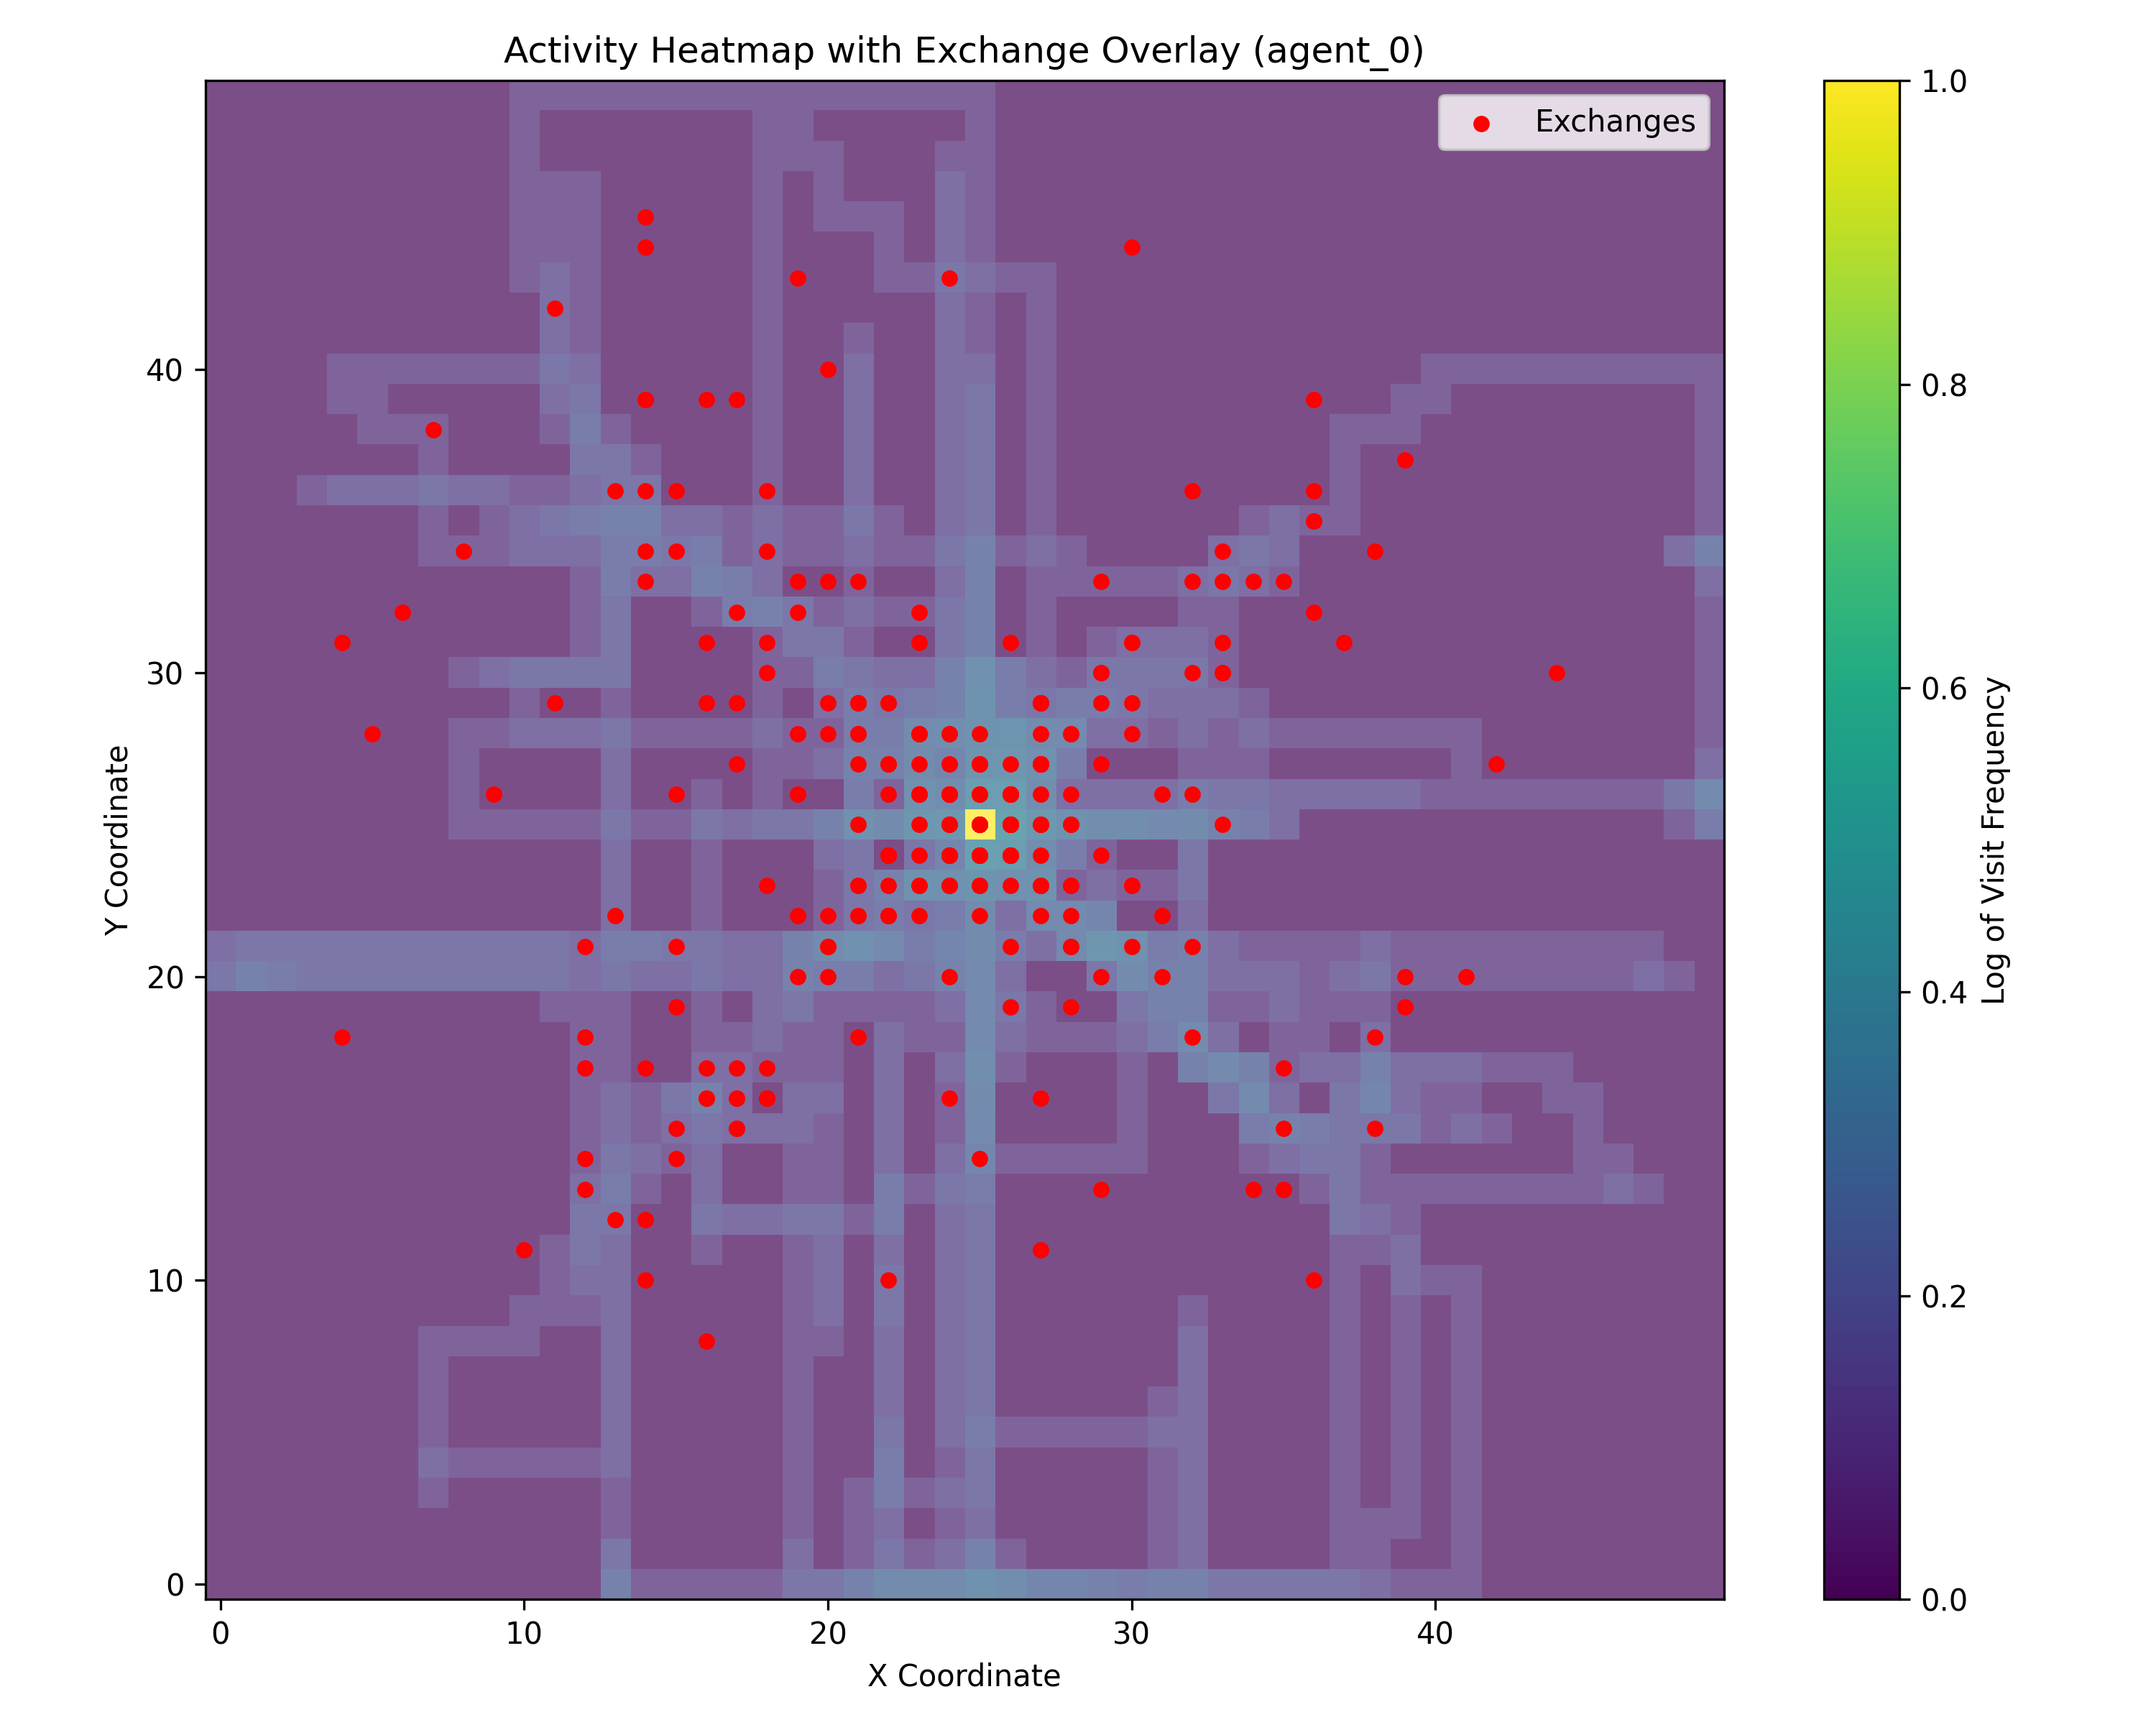 Activity Heatmap with Exchange Overlay (agent_0)
Exchanges
Y Coordinate
40
30
20
10
0
0 10 20 30 40
X Coordinate
1.0
0.8
0.6
0.4
0.2
0.0
Log of Visit Frequency